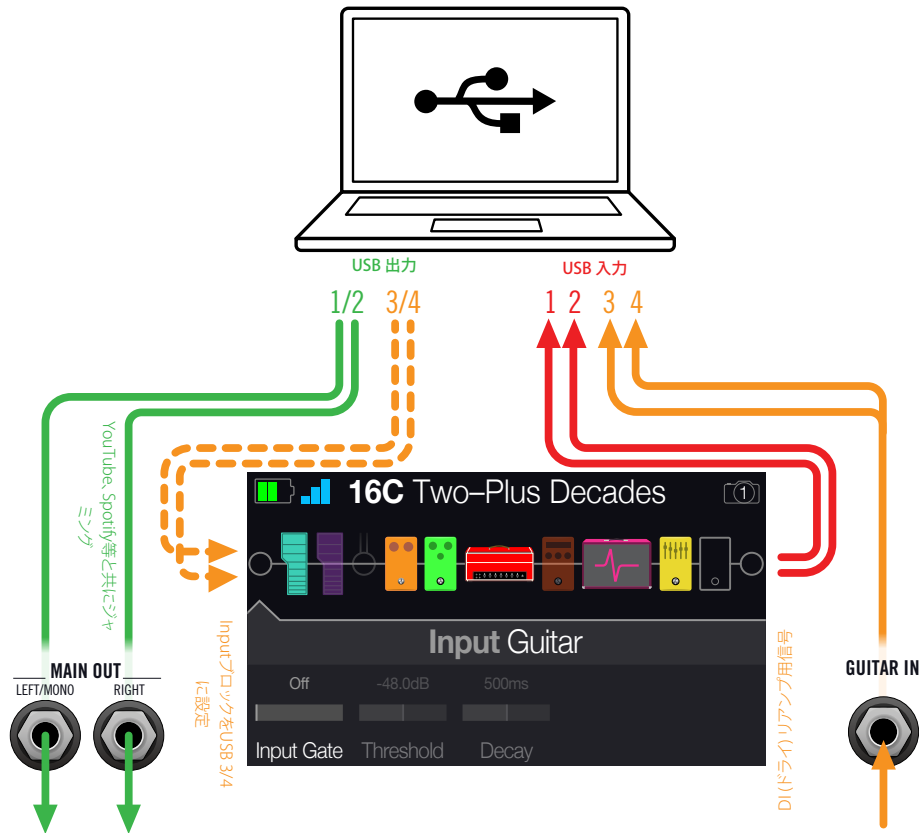 USB 出力
USB 入力
1/2
3/4
1
2
3
4
YouTube、Spotify等と共にジャ
ミング
16C Two–Plus Decades
1
Input Guitar
Off
-48.0dB
500ms
Input Gate
Threshold
Decay
Inputブロックを USB 3/4
に設定
DI (ドライ) リアンプ用信号
MAIN OUT
LEFT/MONO
RIGHT
GUITAR IN